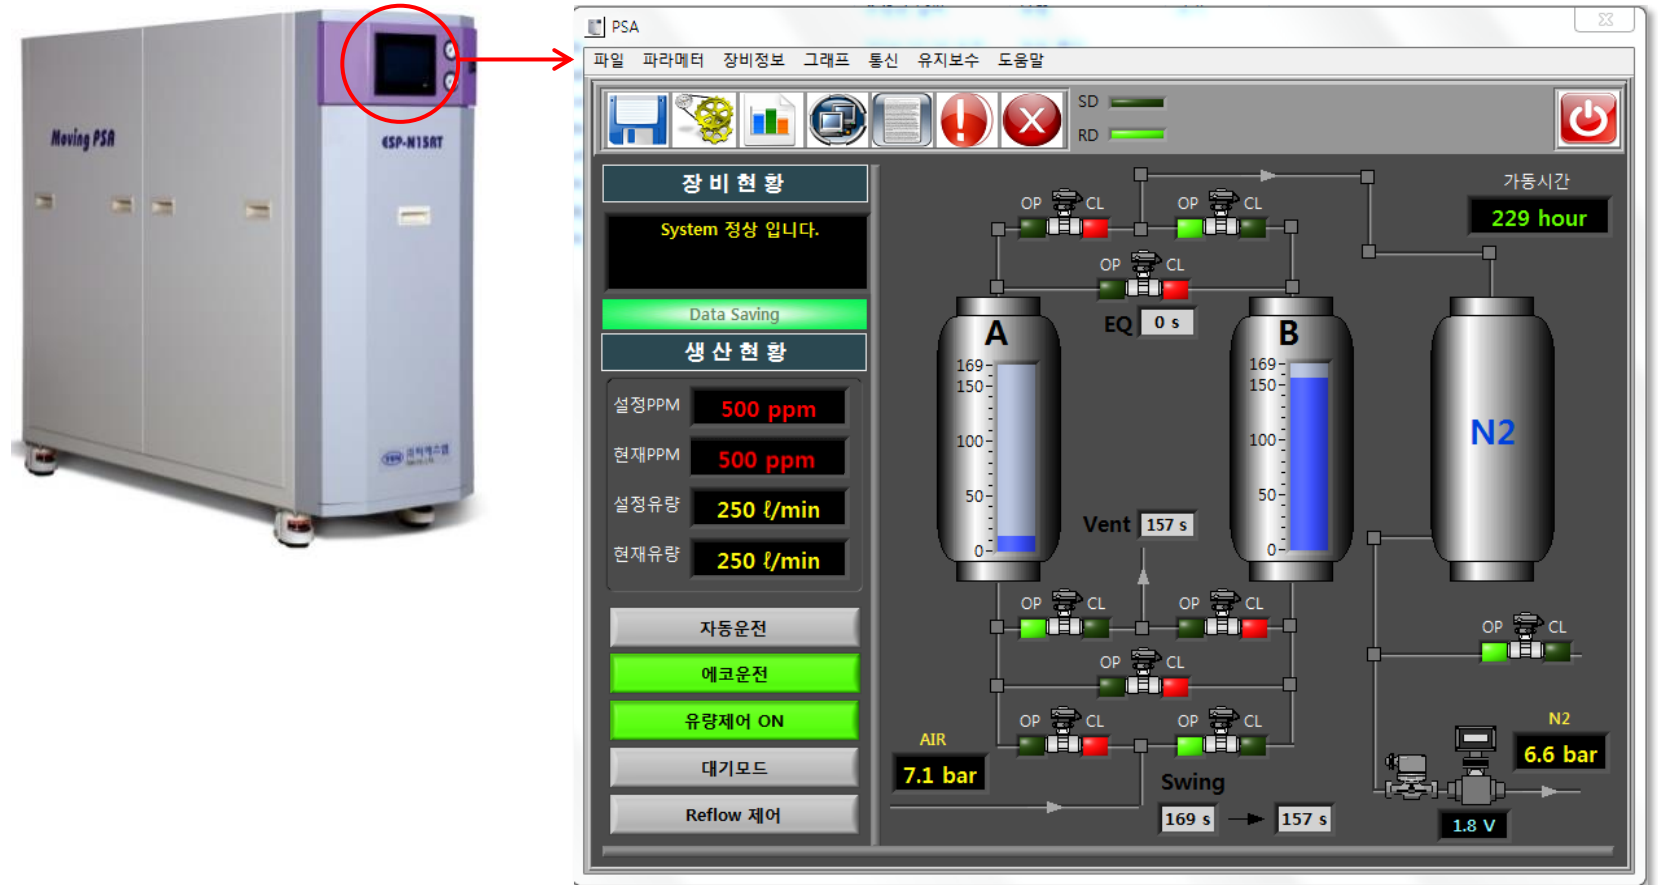 Moving PSA
ESP-N15RT
PSA
파일 파라메터 장비정보 그래프 통신 유지보수 도움말
SD
RD
장 비 현 황
System 정상 입니다.
Data Saving
생 산 현 황
설정PPM 500 ppm
현재PPM 500 ppm
설정유량 250 ℓ/min
현재유량 250 ℓ/min
자동운전
에코운전
유량제어 ON
대기모드
Reflow 제어
가동시간
229 hour
OP CL OP CL
OP CL
EQ 0 s
A B
169 169
150 150
100 100
50 50
0 0
N2
Vent 157 s
OP CL OP CL
OP CL
OP CL
OP CL OP CL
AIR
7.1 bar
Swing
169 s 157 s
N2
6.6 bar
1.8 V